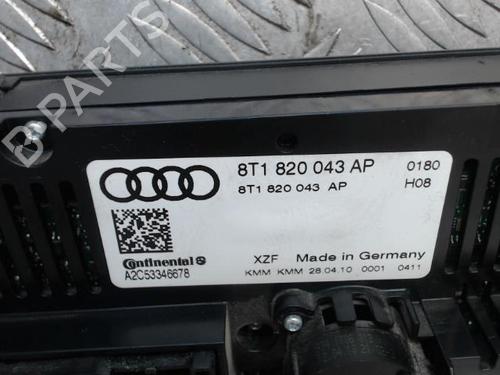 B-PARTS
8T1 820 043 AP 0180
8T1 820 043 AP H08
Continental
A2C53346678
XZF Made in Germany
KMM KMM 28.04.10 0001 0411